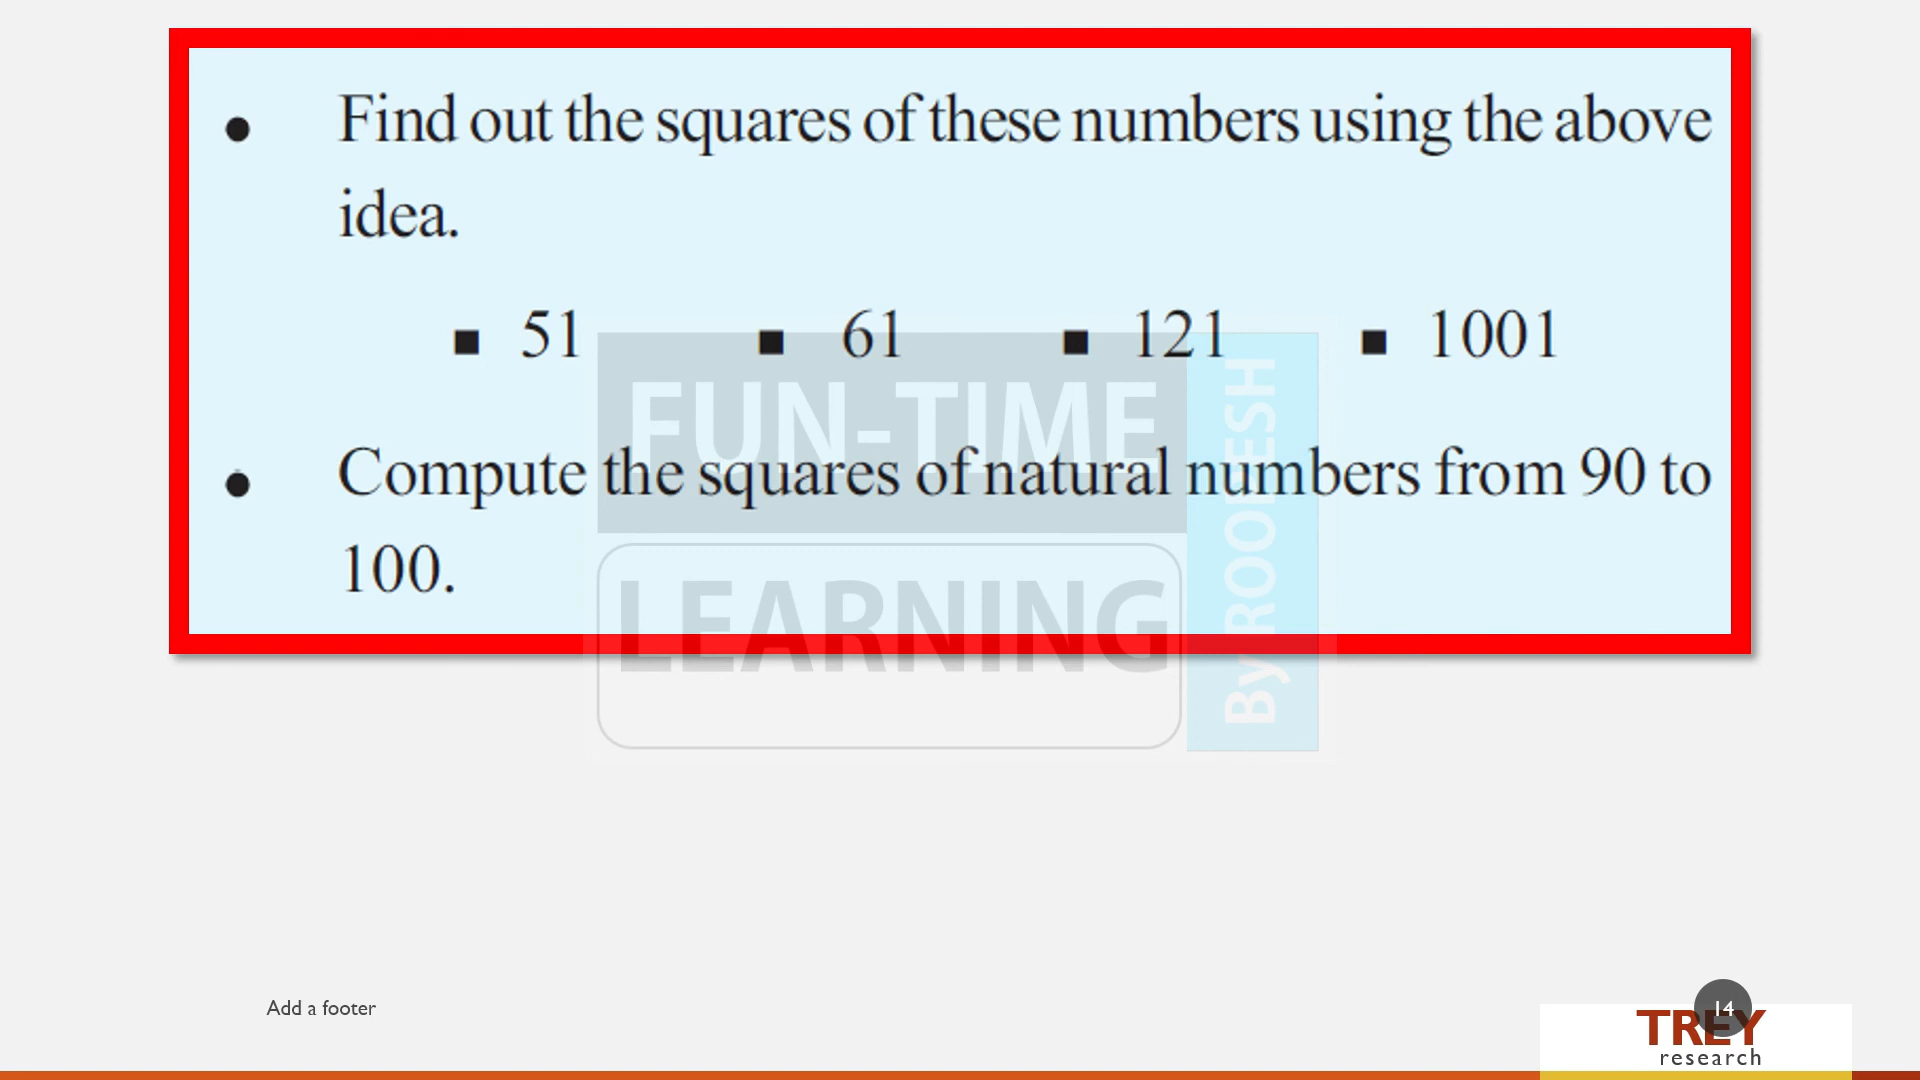 ● Find out the squares of these numbers using the above
idea.
■ 51 ■ 61 ■ 121 ■ 1001
● Compute the squares of natural numbers from 90 to
100.
FUN-TIME
LEARNING
By ROOPESH
Add a footer
14
TREY
research